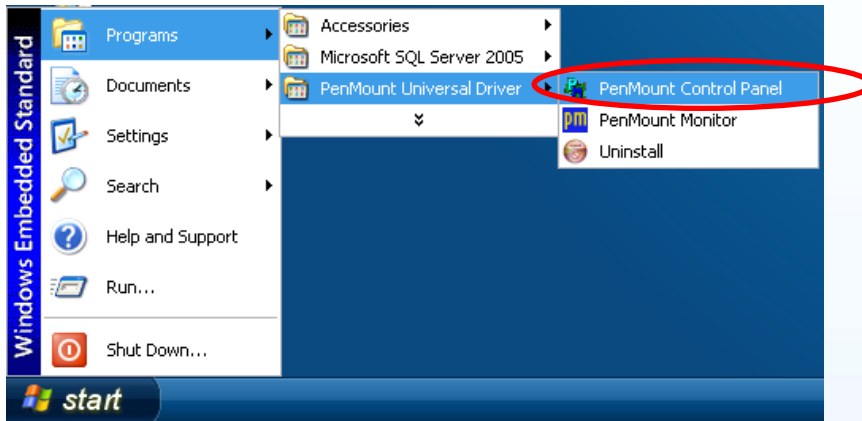 Windows Embedded Standard
Programs
Documents
Settings
Search
Help and Support
Run...
Shut Down...
Accessories
Microsoft SQL Server 2005
PenMount Universal Driver
PenMount Control Panel
pm
PenMount Monitor
Uninstall
start